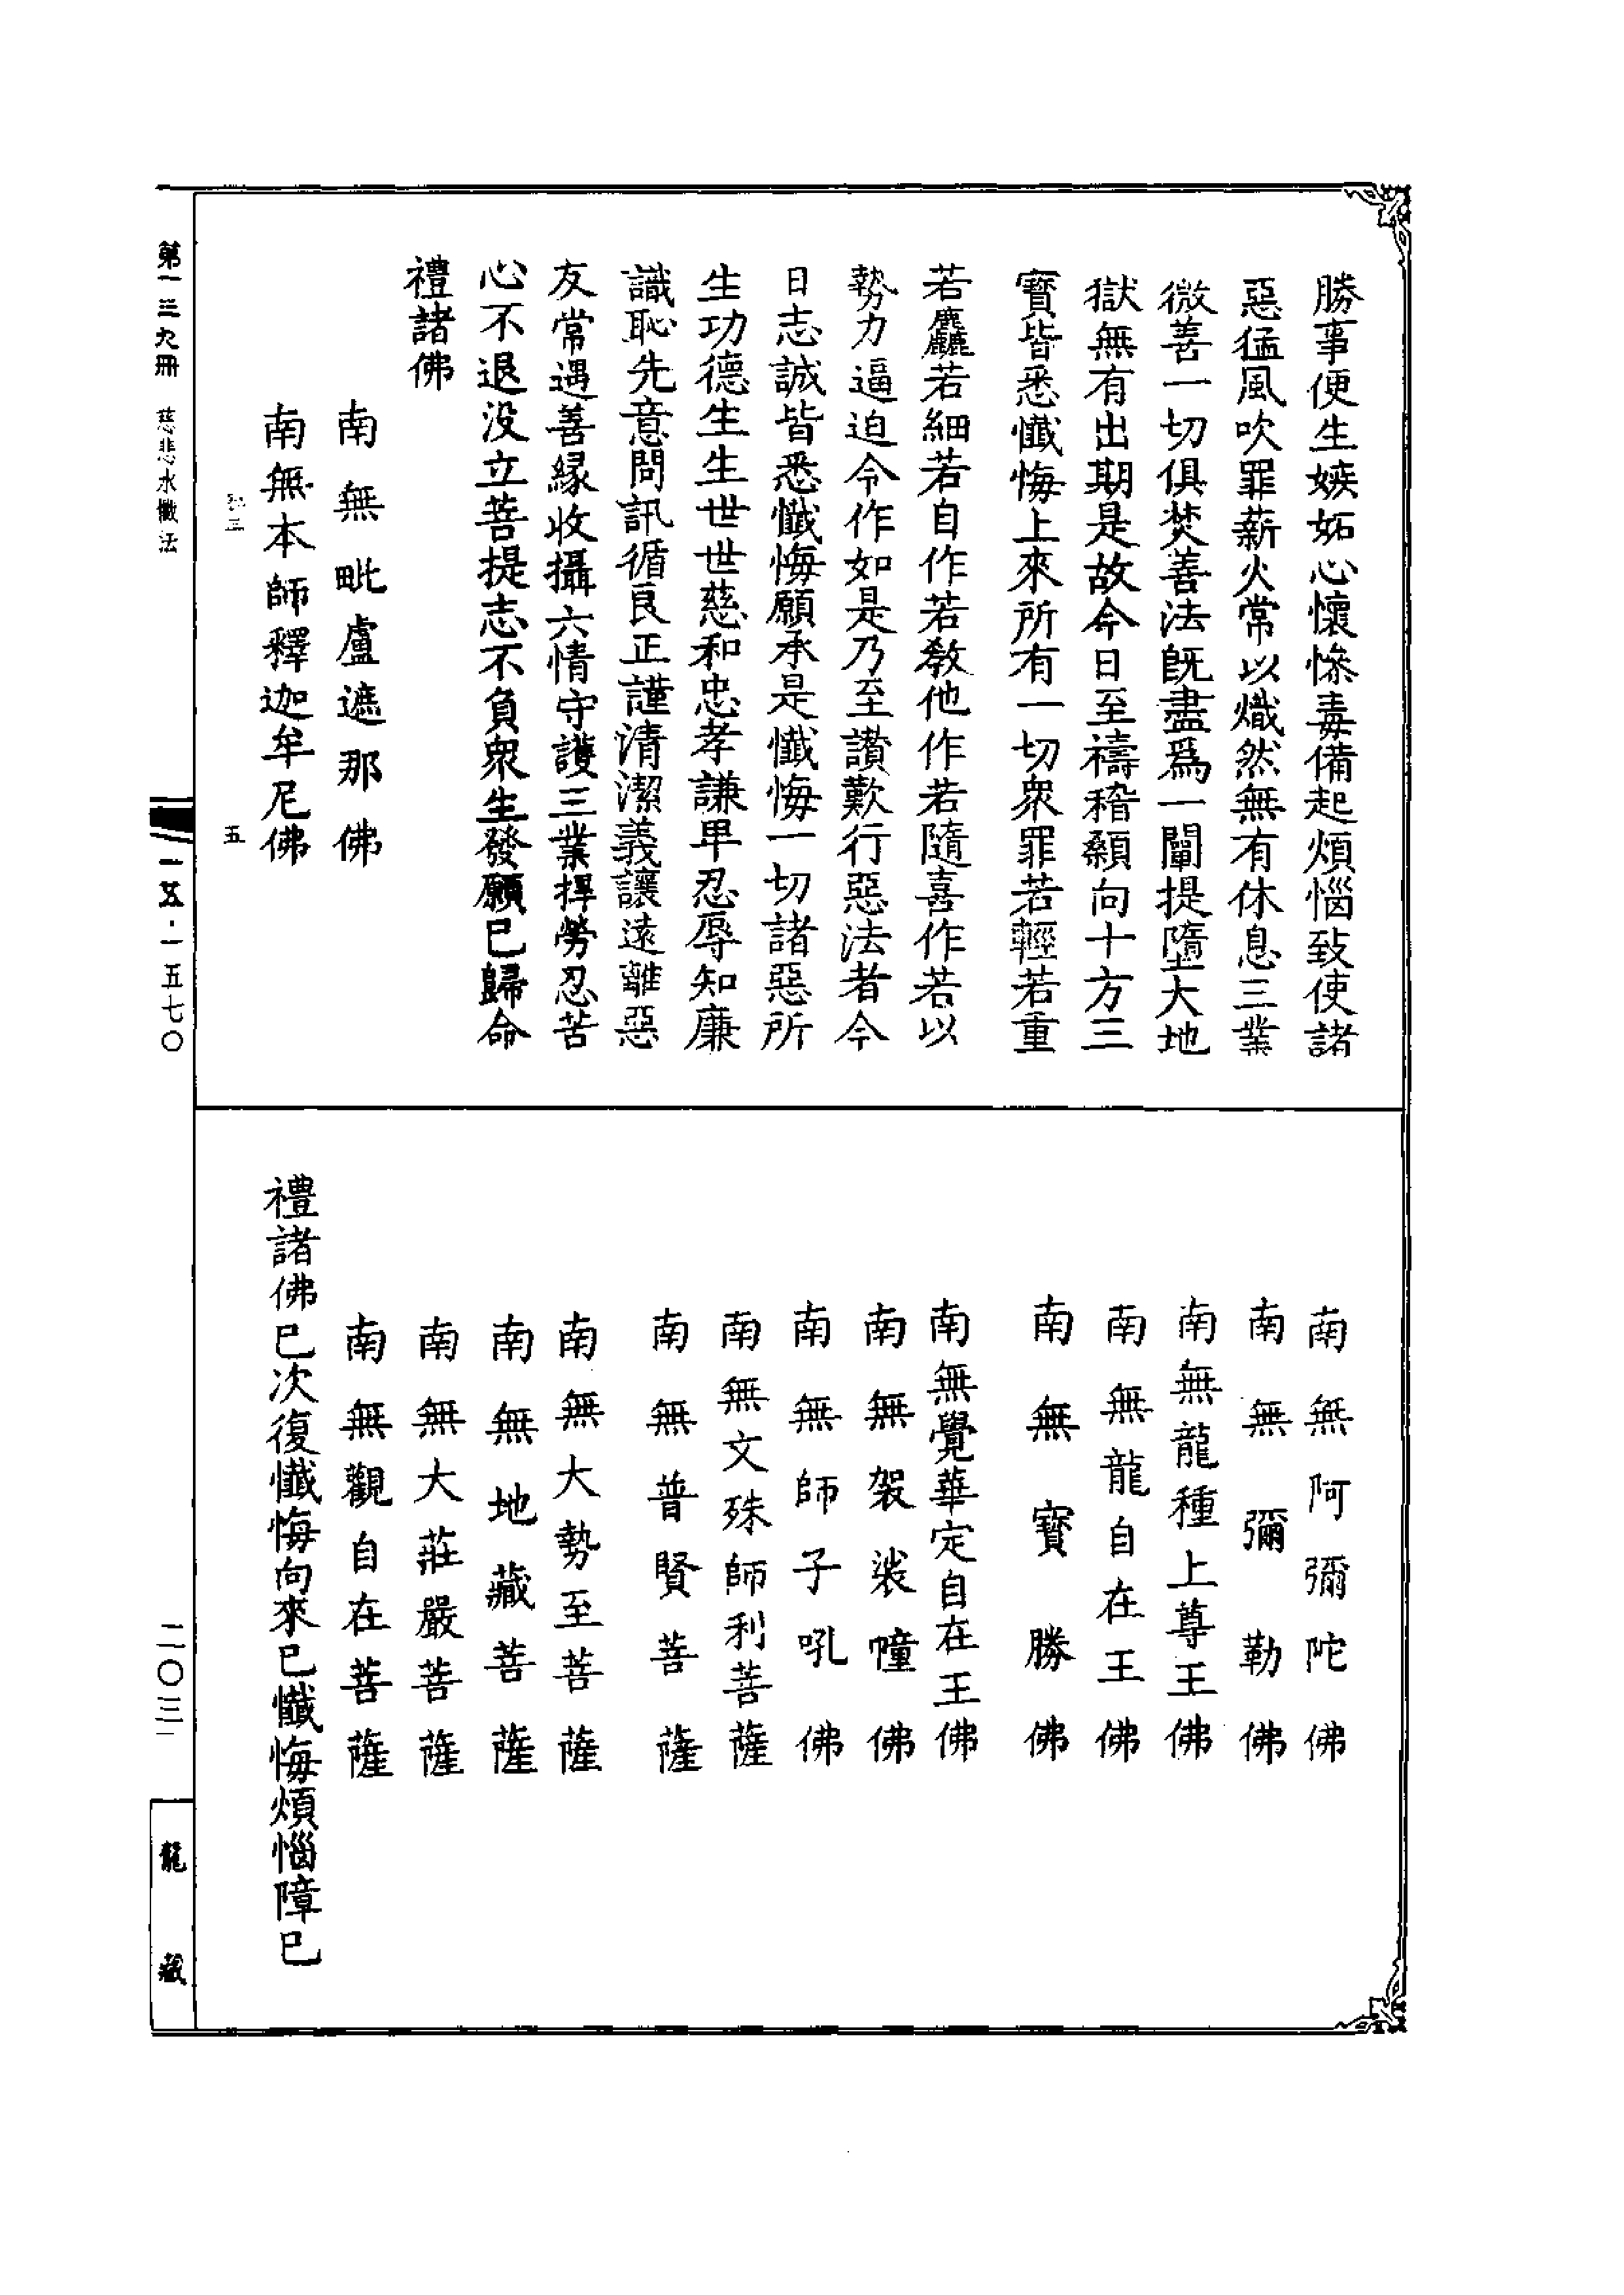 勝事便生嫉妬心懷慘毒備起煩惱致使諸
惡猛風吹罪薪火常以熾然無有休息三業
微善一切俱焚善法旣盡爲一闡提墮大地
獄無有出期是故今日至禱稽顙向十方三
寶皆悉懺悔上來所有一切衆罪若輕若重
若麤若細若自作若教他作若隨喜作若以
勢力逼迫令作如是乃至讚歎行惡法者今
日志誠皆悉懺悔願承是懺悔一切諸惡所
生功德生生世世慈和忠孝謙卑忍辱知廉
識恥先意問訊循良正謹清潔義讓遠離惡
友常遇善緣收攝六情守護三業捍勞忍苦
心不退没立菩提志不負衆生發願已歸命
禮諸佛
南無毗盧遮那佛
南無本師釋迦牟尼佛
五
南無阿彌陀佛
南無彌勒佛
南無龍種上尊王佛
南無龍自在王佛
南無寶勝佛
南無覺華定自在王佛
南無袈裟幢佛
南無師子吼佛
南無文殊師利菩薩
南無普賢菩薩
南無大勢至菩薩
南無地藏菩薩
南無大莊嚴菩薩
南無觀自在菩薩
禮諸佛已次復懺悔向來已懺悔煩惱障已
第一三九冊 慈悲水懺法
一五七〇
二〇三
龍藏